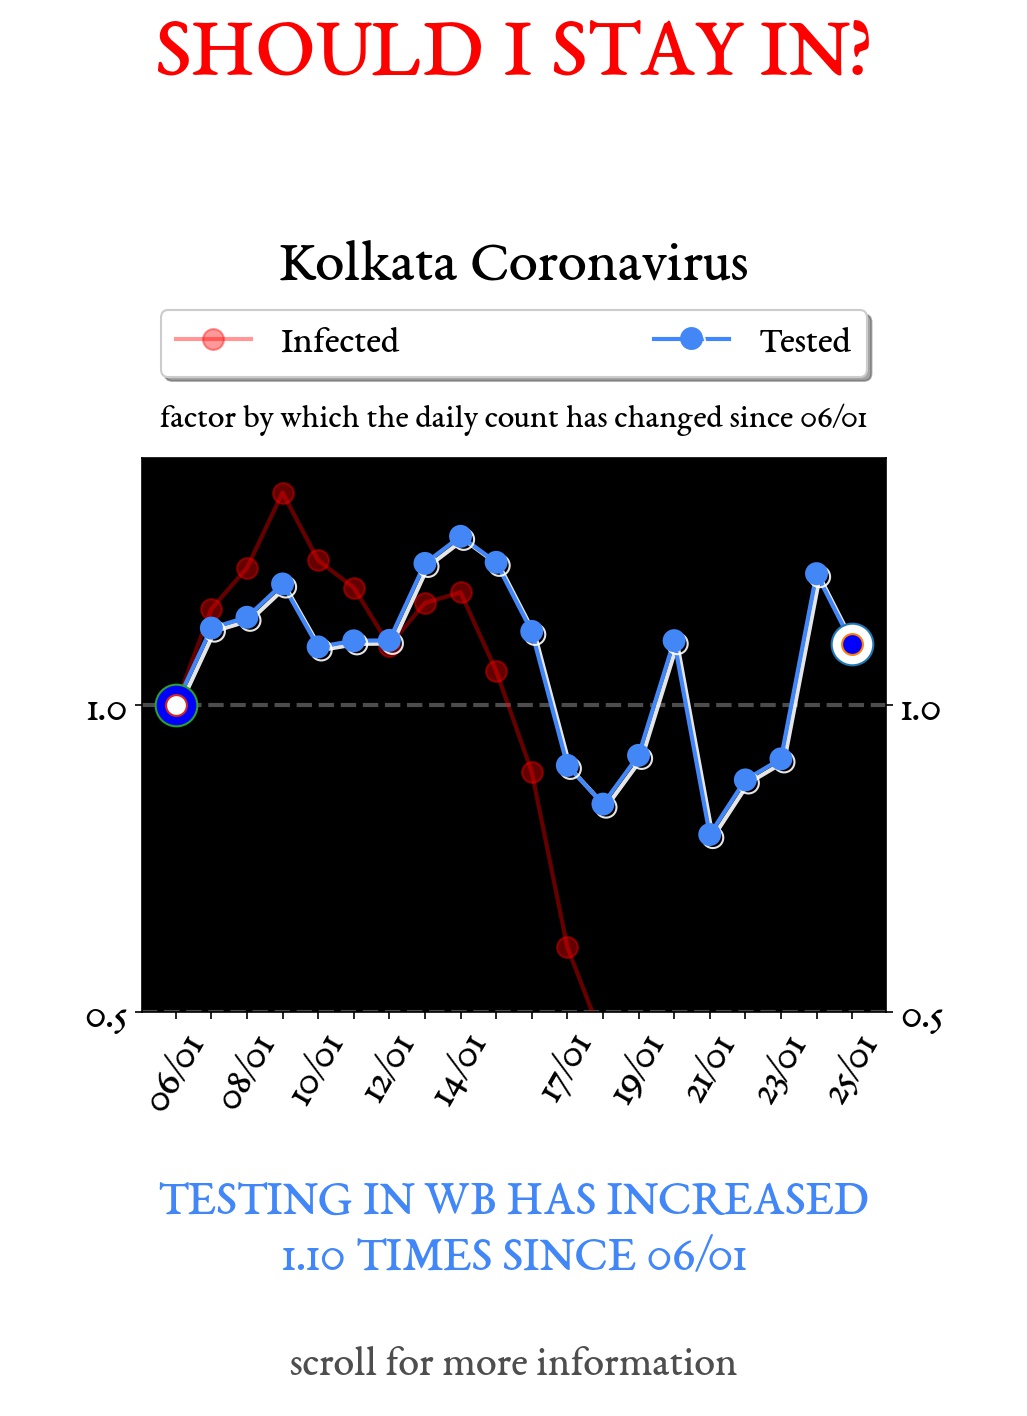 SHOULD I STAY IN?
Kolkata Coronavirus
Infected Tested
factor by which the daily count has changed since 06/01
1.0 1.0
0.5 0.5
06/01 08/01 10/01 12/01 14/01 17/01 19/01 21/01 23/01 25/01
TESTING IN WB HAS INCREASED
1.10 TIMES SINCE 06/01
scroll for more information